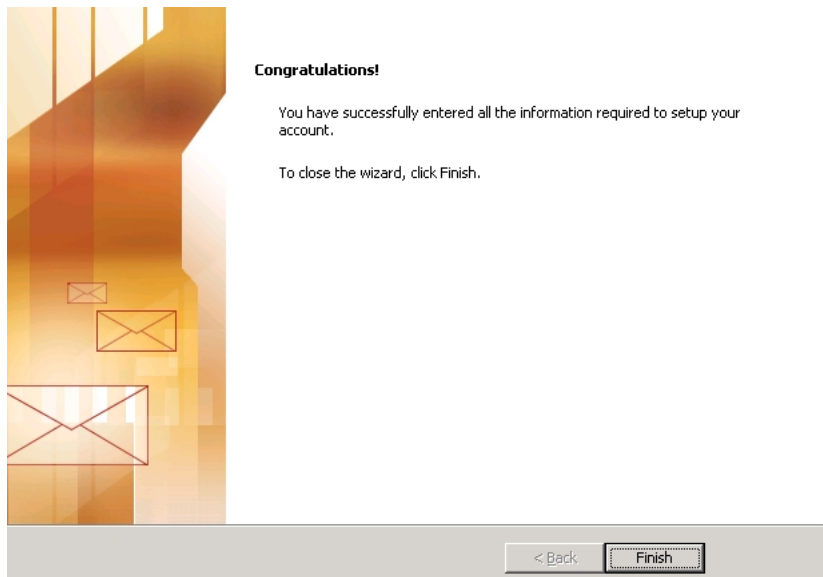 Congratulations!
You have successfully entered all the information required to setup your
account.
To close the wizard, click Finish.
< Back
Finish